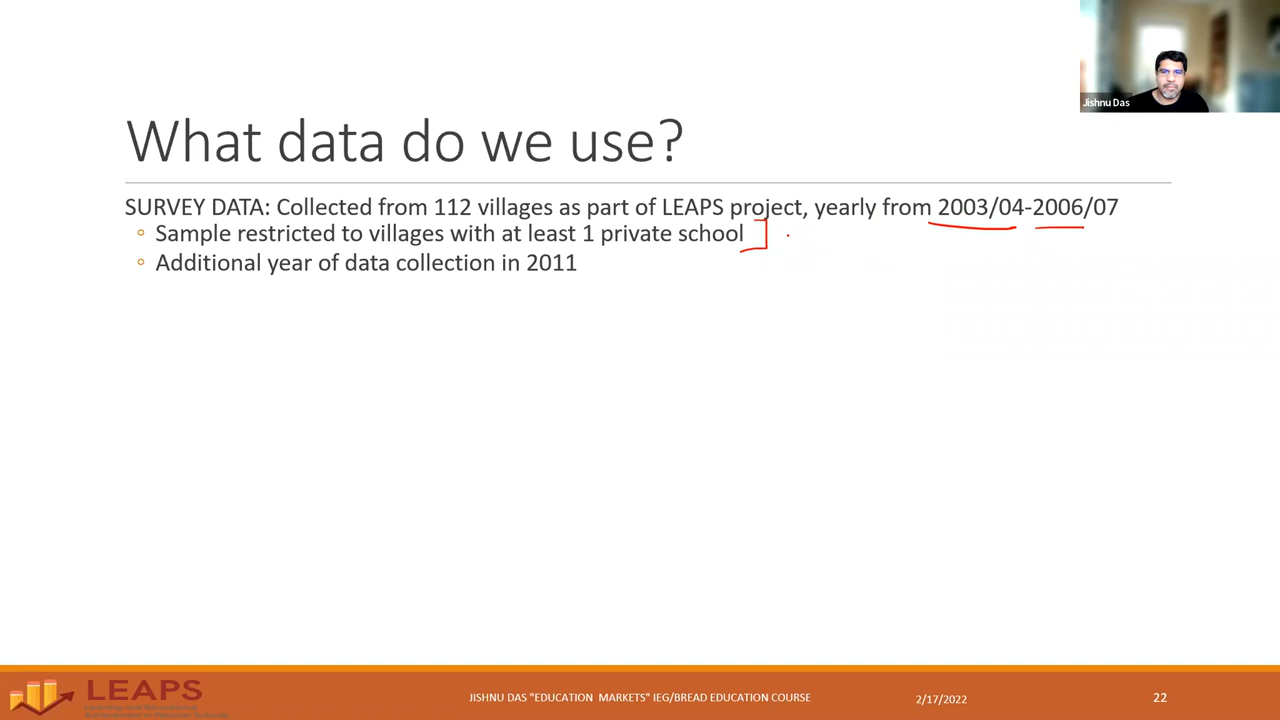 Jishnu Das
What data do we use?
SURVEY DATA: Collected from 112 villages as part of LEAPS project, yearly from 2003/04-2006/07
Sample restricted to villages with at least 1 private school
Additional year of data collection in 2011
LEAPS
Learning and Educational
Achievement in Pakistan Schools
JISHNU DAS "EDUCATION MARKETS" IEG/BREAD EDUCATION COURSE
2/17/2022
22